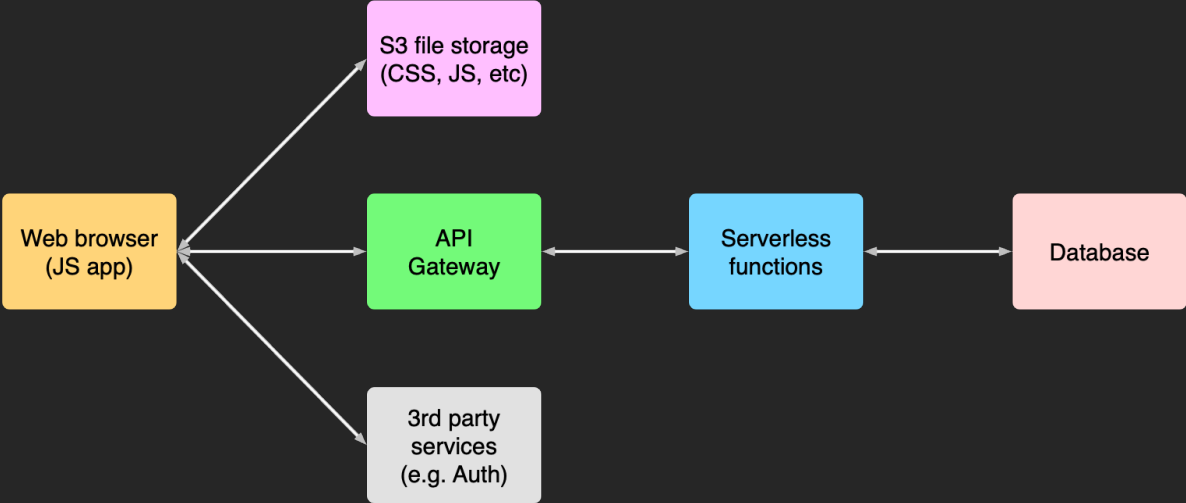 S3 file storage
(CSS, JS, etc)
Web browser
(JS app)
API
Gateway
Serverless
functions
Database
3rd party
services
(e.g. Auth)